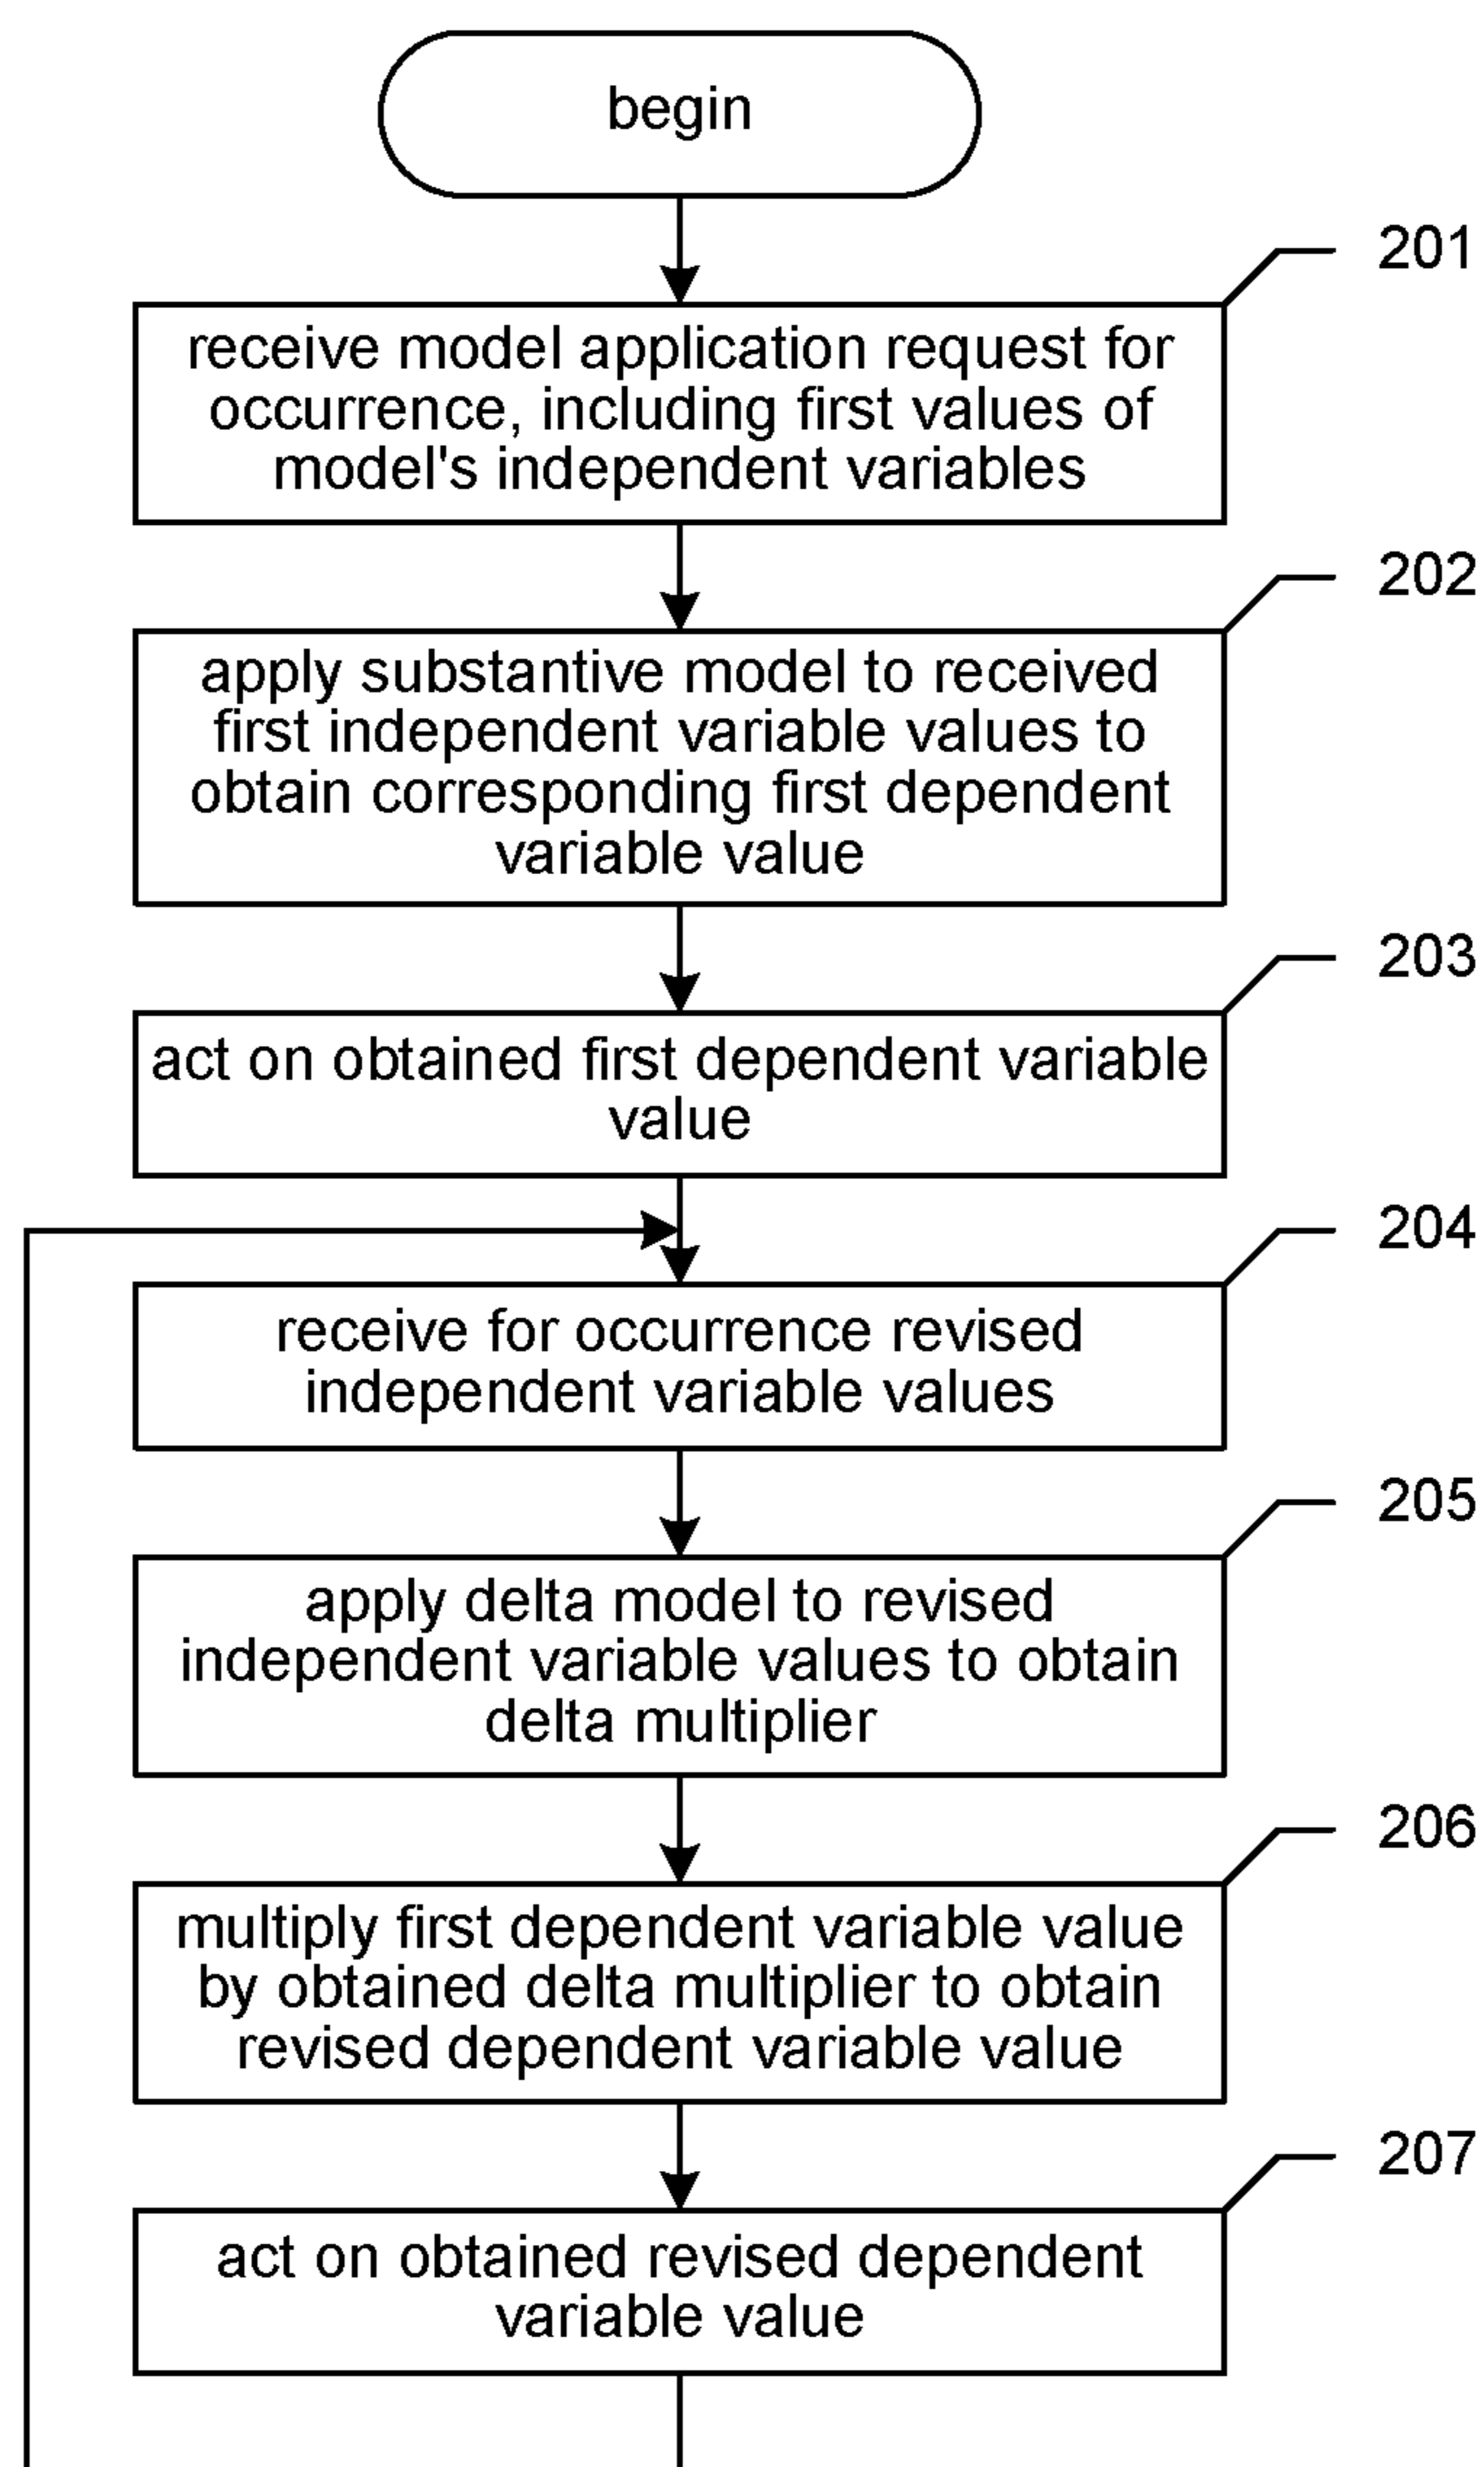 begin
201
receive model application request for
occurrence, including first values of
model's independent variables
202
apply substantive model to received
first independent variable values to
obtain corresponding first dependent
variable value
203
act on obtained first dependent variable
value
204
receive for occurrence revised
independent variable values
205
apply delta model to revised
independent variable values to obtain
delta multiplier
206
multiply first dependent variable value
by obtained delta multiplier to obtain
revised dependent variable value
207
act on obtained revised dependent
variable value